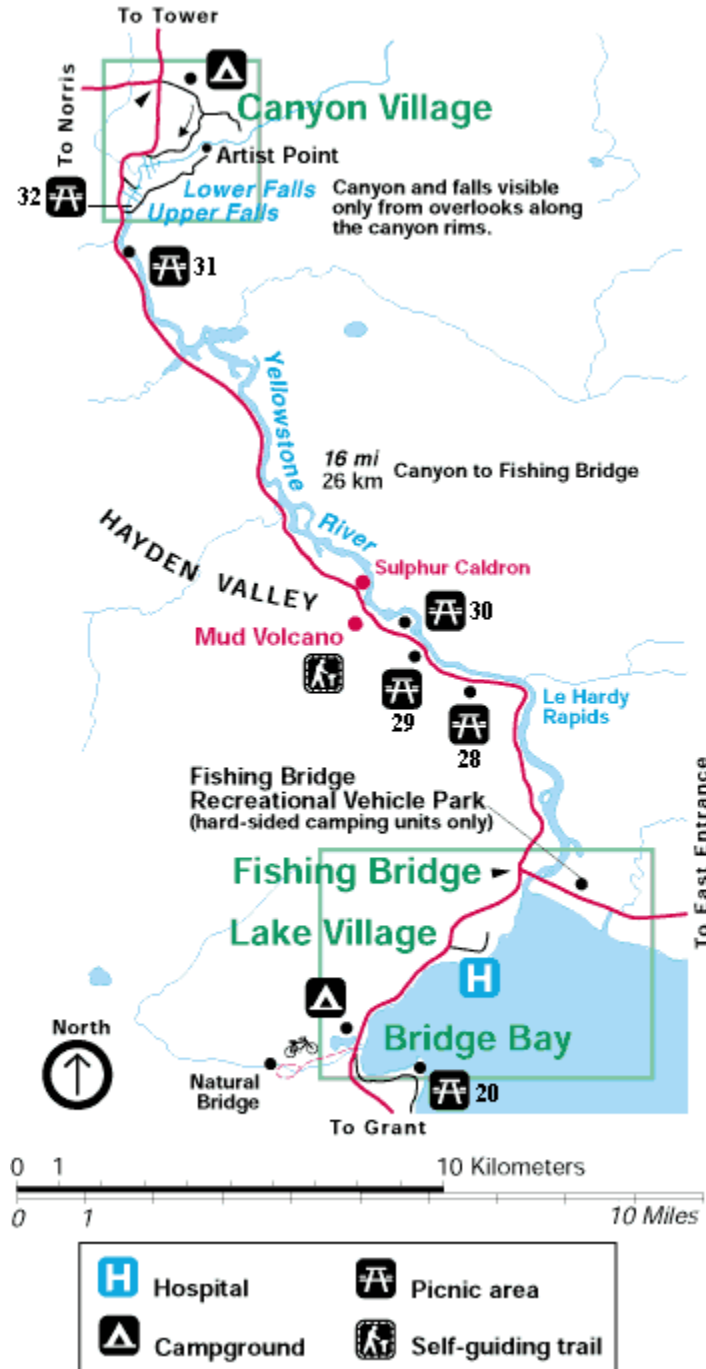 To Tower
To Norris
Canyon Village
Artist Point
32
Lower Falls
Upper Falls
Canyon and falls visible
only from overlooks along
the canyon rims.
31
Yellowstone
River
16 mi
26 km
Canyon to Fishing Bridge
HAYDEN VALLEY
Sulphur Caldron
30
Mud Volcano
29
28
Le Hardy
Rapids
Fishing Bridge
Recreational Vehicle Park
(hard-sided camping units only)
To East Entrance
Fishing Bridge
Lake Village
H
North
Bridge Bay
Natural
Bridge
20
To Grant
0 1 10 Kilometers
0 1 10 Miles
H Hospital
Picnic area
Campground
Self-guiding trail